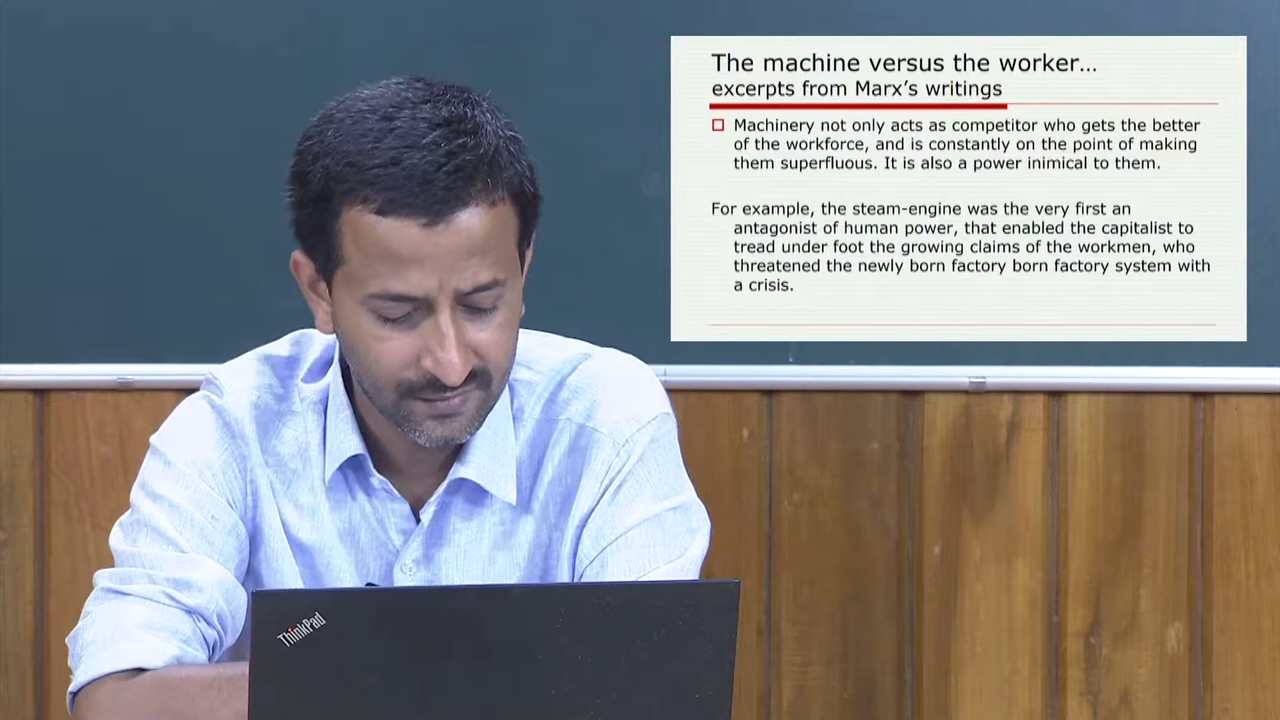 The machine versus the worker…
excerpts from Marx’s writings
Machinery not only acts as competitor who gets the better
of the workforce, and is constantly on the point of making
them superfluous. It is also a power inimical to them.
For example, the steam-engine was the very first an
antagonist of human power, that enabled the capitalist to
tread under foot the growing claims of the workmen, who
threatened the newly born factory born factory system with
a crisis.
ThinkPad